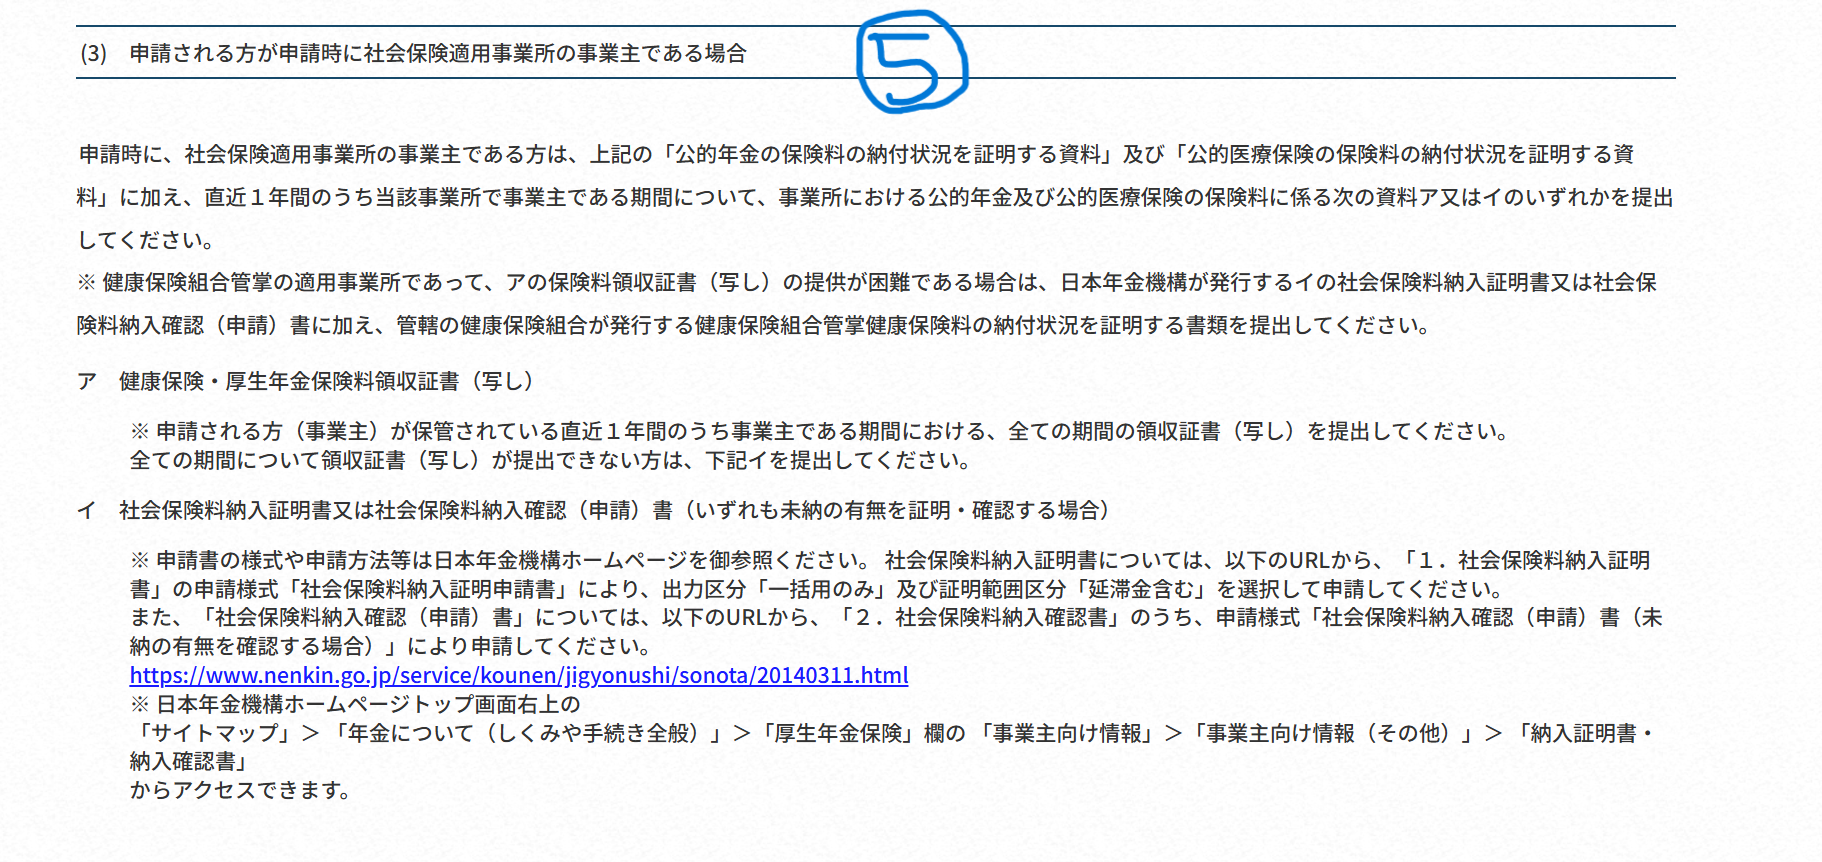 (3)　申請される方が申請時に社会保険適用事業所の事業主である場合
5
申請時に、社会保険適用事業所の事業主である方は、上記の「公的年金の保険料の納付状況を証明する資料」及び「公的医療保険の保険料の納付状況を証明する資
料」に加え、直近１年間のうち当該事業所で事業主である期間について、事業所における公的年金及び公的医療保険の保険料に係る次の資料ア又はイのいずれかを提出
してください。
※ 健康保険組合管掌の適用事業所であって、アの保険料領収証書（写し）の提供が困難である場合は、日本年金機構が発行するイの社会保険料納入証明書又は社会保
険料納入確認（申請）書に加え、管轄の健康保険組合が発行する健康保険組合管掌健康保険料の納付状況を証明する書類を提出してください。
ア　健康保険・厚生年金保険料領収証書（写し）
※ 申請される方（事業主）が保管されている直近１年間のうち事業主である期間における、全ての期間の領収証書（写し）を提出してください。
全ての期間について領収証書（写し）が提出できない方は、下記イを提出してください。
イ　社会保険料納入証明書又は社会保険料納入確認（申請）書（いずれも未納の有無を証明・確認する場合）
※ 申請書の様式や申請方法等は日本年金機構ホームページを御参照ください。 社会保険料納入証明書については、以下のURLから、「１．社会保険料納入証明
書」の申請様式「社会保険料納入証明申請書」により、出力区分「一括用のみ」及び証明範囲区分「延滞金含む」を選択して申請してください。
また、「社会保険料納入確認（申請）書」については、以下のURLから、「２．社会保険料納入確認書」のうち、申請様式「社会保険料納入確認（申請）書（未
納の有無を確認する場合）」により申請してください。
https://www.nenkin.go.jp/service/kounen/jigyonushi/sonota/20140311.html
※ 日本年金機構ホームページトップ画面右上の
「サイトマップ」＞ 「年金について（しくみや手続き全般）」＞「厚生年金保険」欄の 「事業主向け情報」＞「事業主向け情報（その他）」＞ 「納入証明書・
納入確認書」
からアクセスできます。